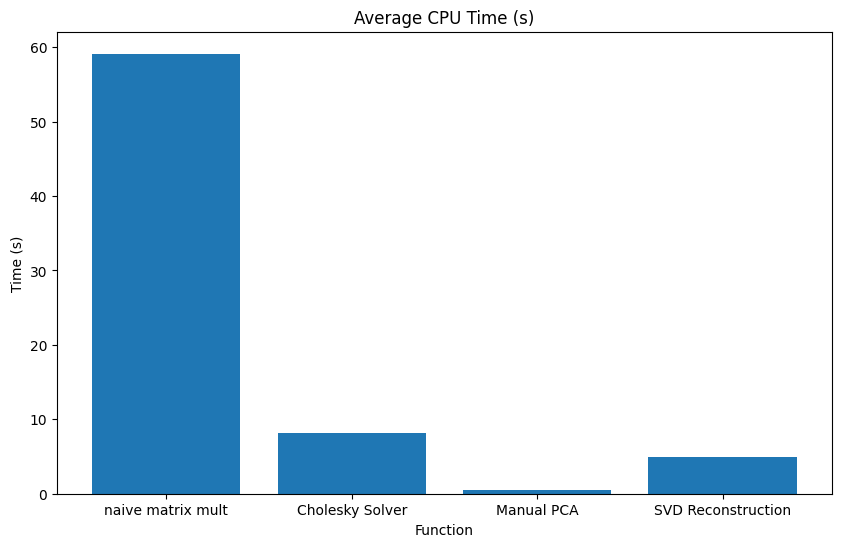 Average CPU Time (s)
Time (s)
60
50
40
30
20
10
0
naive matrix mult
Cholesky Solver
Manual PCA
SVD Reconstruction
Function